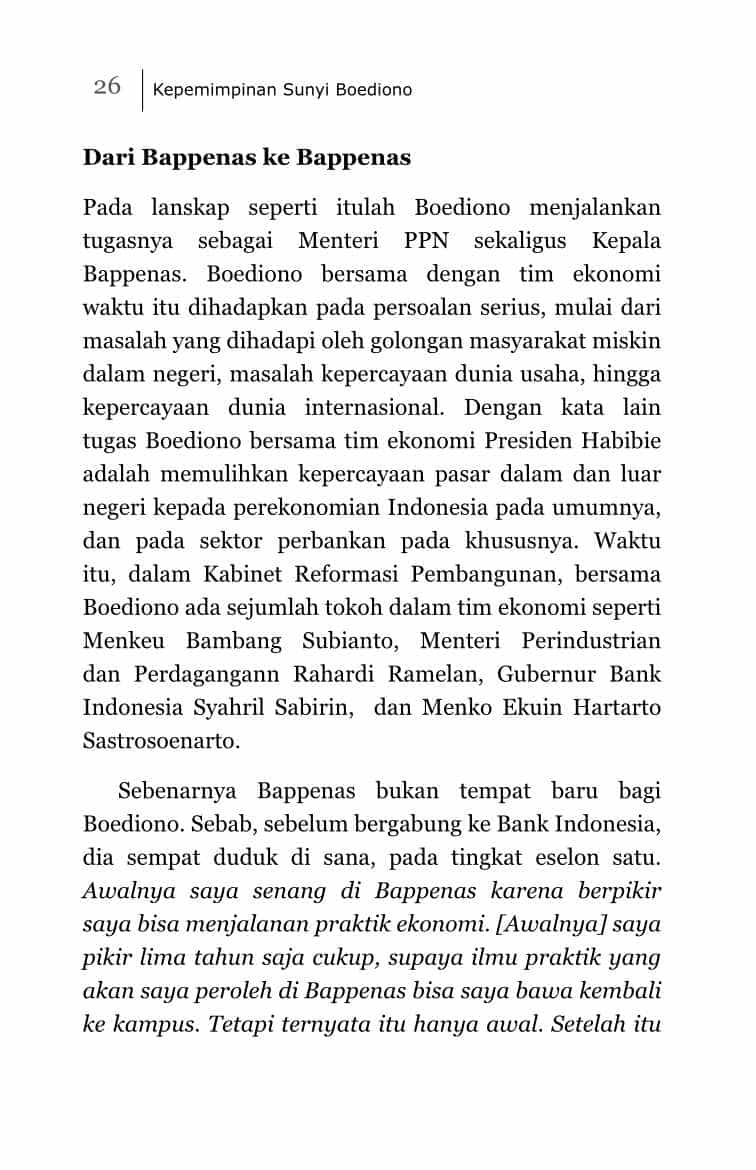 26
Kepemimpinan Sunyi Boediono
Dari Bappenas ke Bappenas
Pada lanskap seperti itulah Boediono menjalankan
tugasnya sebagai Menteri PPN sekaligus Kepala
Bappenas. Boediono bersama dengan tim ekonomi
waktu itu dihadapkan pada persoalan serius, mulai dari
masalah yang dihadapi oleh golongan masyarakat miskin
dalam negeri, masalah kepercayaan dunia usaha, hingga
kepercayaan dunia internasional. Dengan kata lain
tugas Boediono bersama tim ekonomi Presiden Habibie
adalah memulihkan kepercayaan pasar dalam dan luar
negeri kepada perekonomian Indonesia pada umumnya,
dan pada sektor perbankan pada khususnya. Waktu
itu, dalam Kabinet Reformasi Pembangunan, bersama
Boediono ada sejumlah tokoh dalam tim ekonomi seperti
Menkeu Bambang Subianto, Menteri Perindustrian
dan Perdagangann Rahardi Ramelan, Gubernur Bank
Indonesia Syahril Sabirin, dan Menko Ekuin Hartarto
Sastrosoenarto.
Sebenarnya Bappenas bukan tempat baru bagi
Boediono. Sebab, sebelum bergabung ke Bank Indonesia,
dia sempat duduk di sana, pada tingkat eselon satu.
Awalnya saya senang di Bappenas karena berpikir
saya bisa menjalanan praktik ekonomi. [Awalnya] saya
pikir lima tahun saja cukup, supaya ilmu praktik yang
akan saya peroleh di Bappenas bisa saya bawa kembali
ke kampus. Tetapi ternyata itu hanya awal. Setelah itu